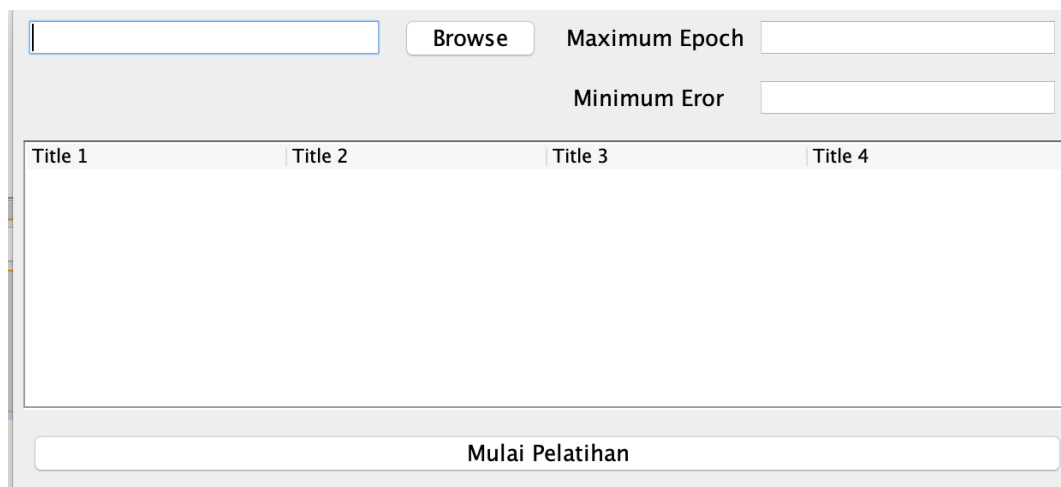 Browse Maximum Epoch
Minimum Eror
Title 1 Title 2 Title 3 Title 4
Mulai Pelatihan